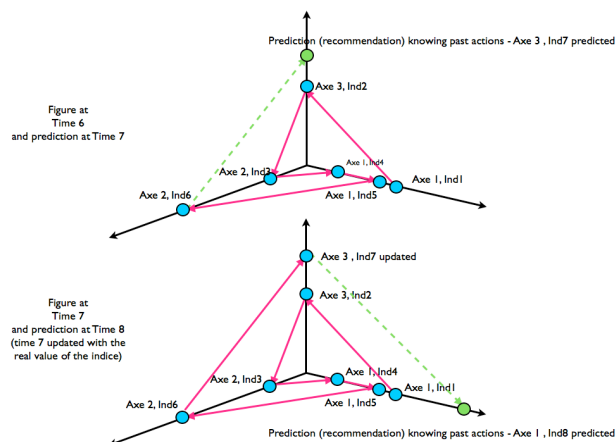 Prediction (recommendation) knowing past actions - Axe 3 , Ind7 predicted
Axe 3, Ind2
Figure at
Time 6
and prediction at Time 7
Axe 1, Ind4
Axe 2, Ind3
Axe 1, Ind1
Axe 2, Ind6
Axe 1, Ind5
Axe 3 , Ind7 updated
Figure at
Time 7
and prediction at Time 8
(time 7 updated with the
real value of the indice)
Axe 3, Ind2
Axe 1, Ind4
Axe 2, Ind3
Axe 1, Ind1
Axe 2, Ind6
Axe 1, Ind5
Prediction (recommendation) knowing past actions - Axe 1 , Ind8 predicted